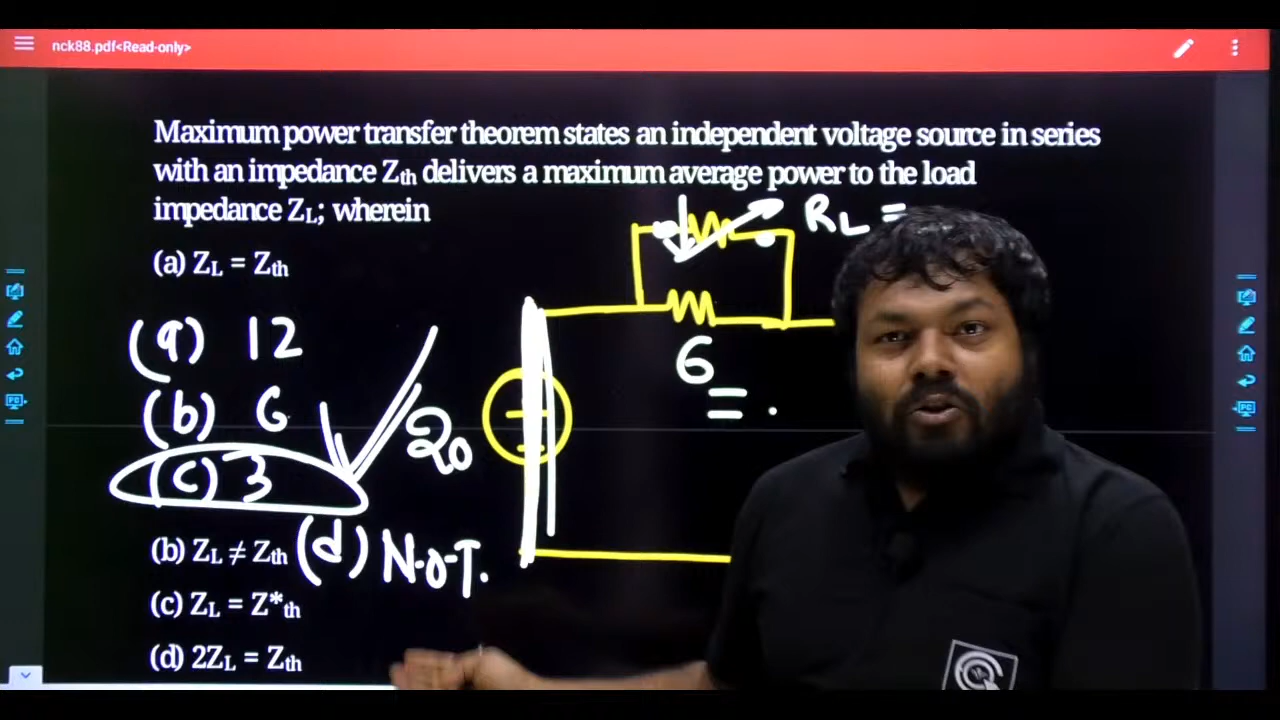 nck88.pdf<Read-only>
Maximum power transfer theorem states an independent voltage source in series
with an impedance Zth delivers a maximum average power to the load
impedance ZL; wherein
RL =
(a) ZL = Zth
(a) 12
6
(b) 6
20
(c) 3
(b) ZL ≠ Zth
(d) N.O.T.
(c) ZL = Z*th
(d) 2ZL = Zth